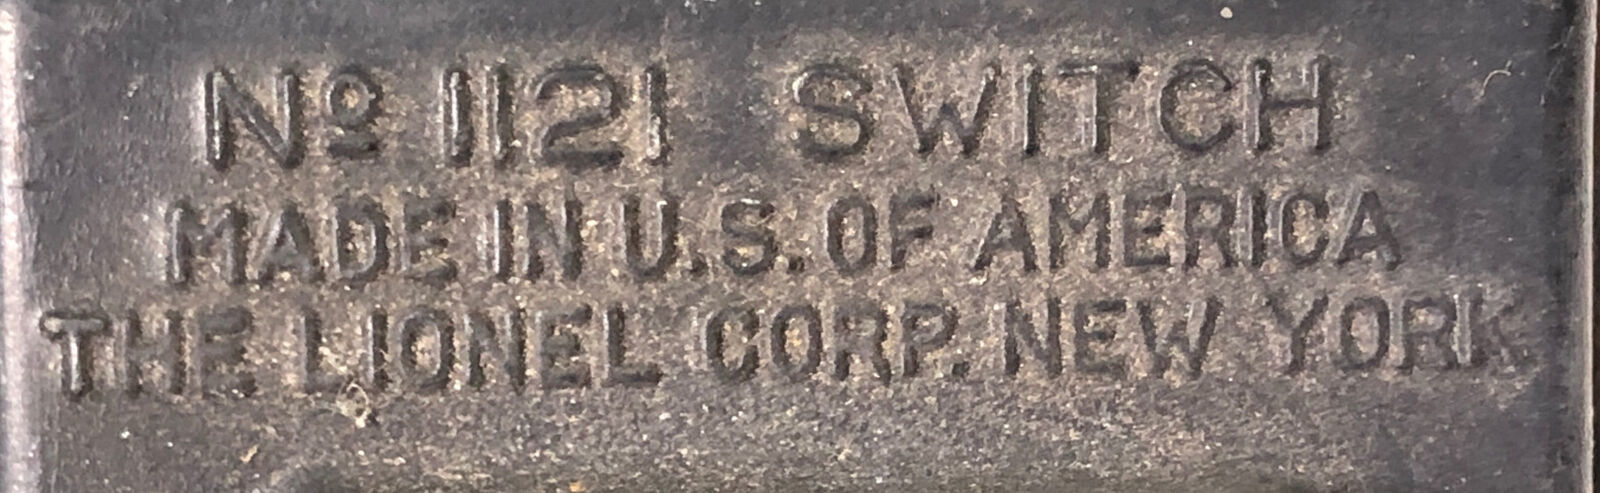 Nº 1121 SWITCH
MADE IN U.S. OF AMERICA
THE LIONEL CORP. NEW YORK